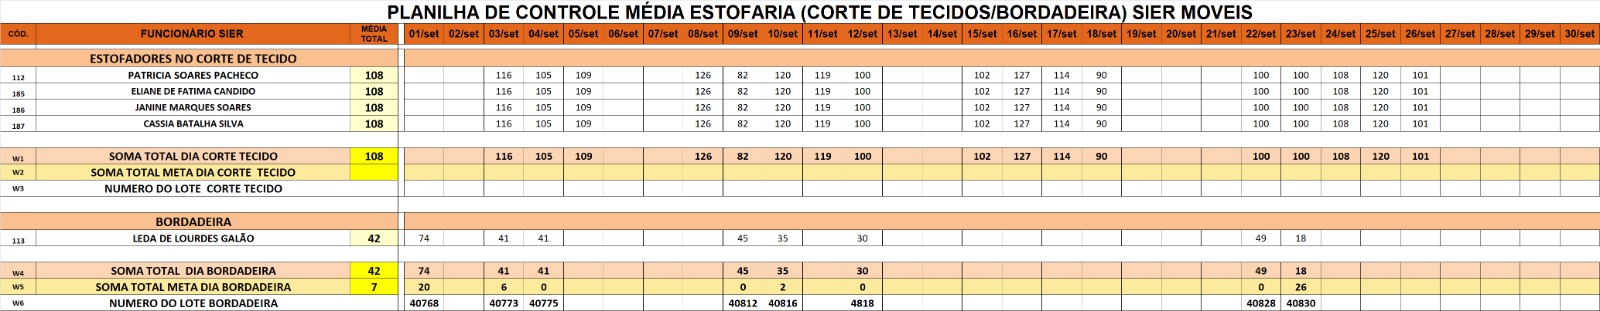 PLANILHA DE CONTROLE MÉDIA ESTOFARIA (CORTE DE TECIDOS/BORDADEIRA) SIER MOVEIS
CÓD. FUNCIONÁRIO SIER MÉDIA TOTAL 01/set 02/set 03/set 04/set 05/set 06/set 07/set 08/set 09/set 10/set 11/set 12/set 13/set 14/set 15/set 16/set 17/set 18/set 19/set 20/set 21/set 22/set 23/set 24/set 25/set 26/set 27/set 28/set 29/set 30/set
ESTOFADORES NO CORTE DE TECIDO
112 PATRICIA SOARES PACHECO 108 116 105 109 126 82 120 119 100 102 127 114 90 100 100 108 120 101
185 ELIANE DE FATIMA CANDIDO 108 116 105 109 126 82 120 119 100 102 127 114 90 100 100 108 120 101
186 JANINE MARQUES SOARES 108 116 105 109 126 82 120 119 100 102 127 114 90 100 100 108 120 101
187 CASSIA BATALHA SILVA 108 116 105 109 126 82 120 119 100 102 127 114 90 100 100 108 120 101
W1 SOMA TOTAL DIA CORTE TECIDO 108 116 105 109 126 82 120 119 100 102 127 114 90 100 100 108 120 101
W2 SOMA TOTAL META DIA CORTE TECIDO
W3 NUMERO DO LOTE CORTE TECIDO
BORDADEIRA
113 LEDA DE LOURDES GALÃO 42 74 41 41 45 35 30 49 18
W4 SOMA TOTAL DIA BORDADEIRA 42 74 41 41 45 35 30 49 18
W5 SOMA TOTAL META DIA BORDADEIRA 7 20 6 0 0 2 0 0 26
W6 NUMERO DO LOTE BORDADEIRA 40768 40773 40775 40812 40816 4818 40828 40830